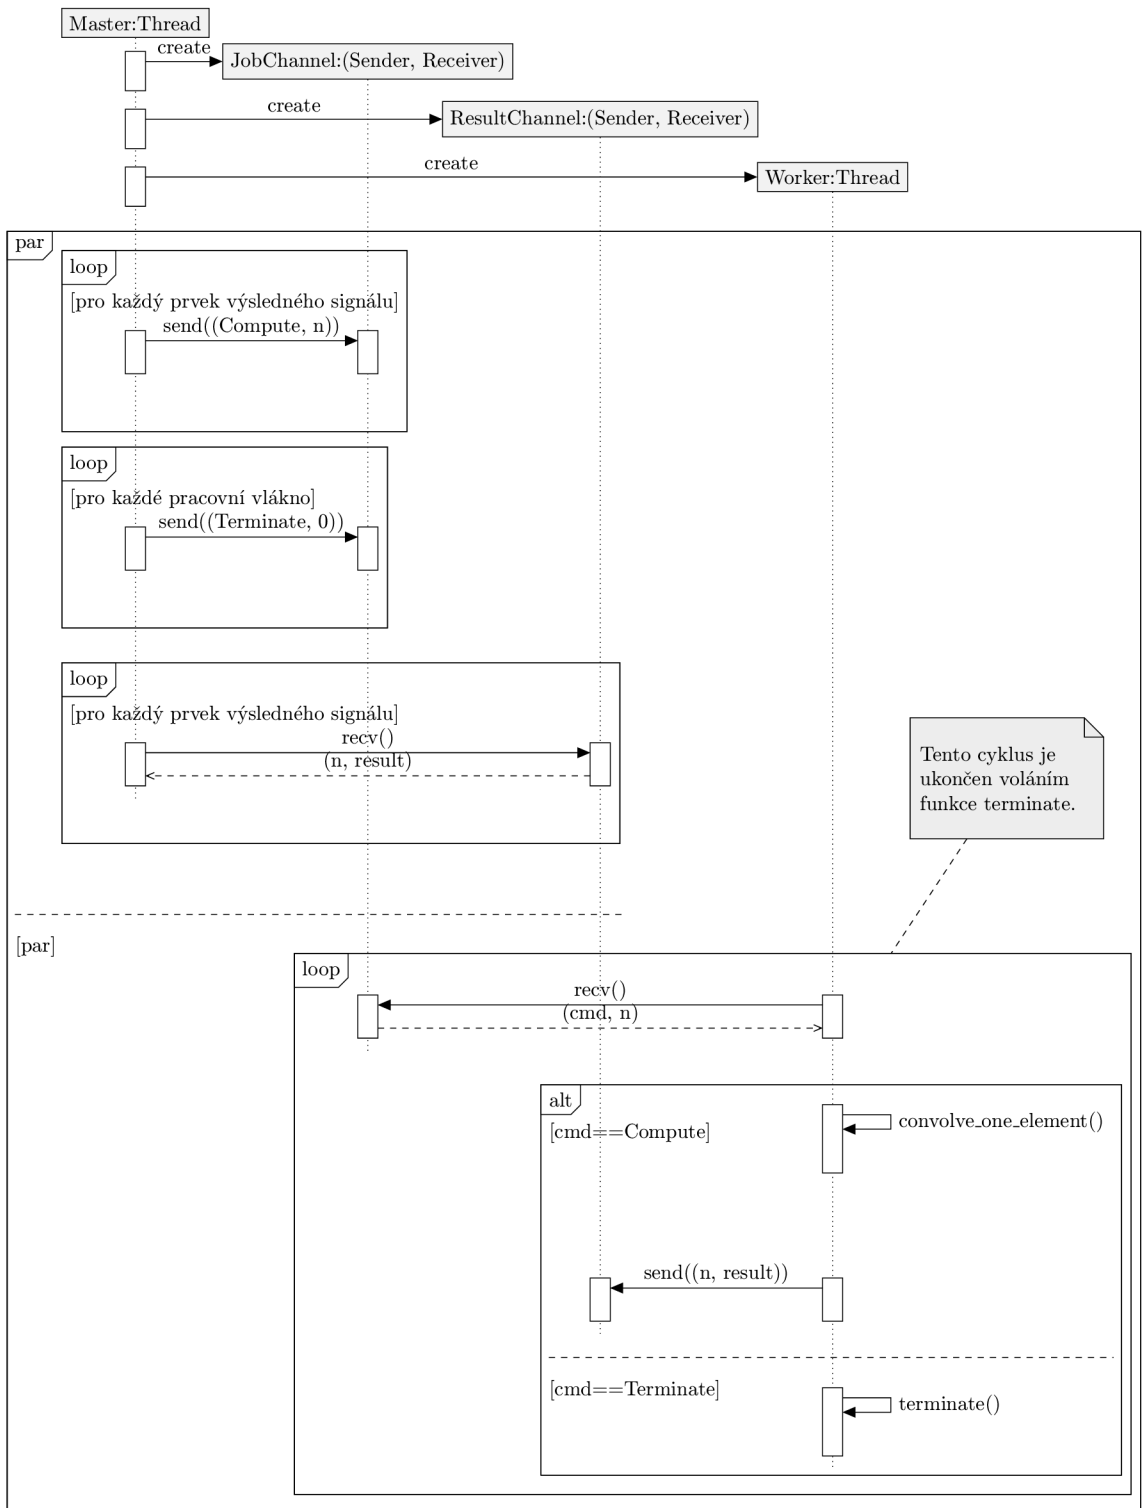 Master:Thread
create
JobChannel:(Sender, Receiver)
create
ResultChannel:(Sender, Receiver)
create
Worker:Thread
par
loop
[pro každý prvek výsledného signálu]
send((Compute, n))
loop
[pro každé pracovní vlákno]
send((Terminate, 0))
loop
[pro každý prvek výsledného signálu]
recv()
(n, result)
Tento cyklus je
ukončen voláním
funkce terminate.
[par]
loop
recv()
(cmd, n)
alt
[cmd==Compute]
convolve_one_element()
send((n, result))
[cmd==Terminate]
terminate()